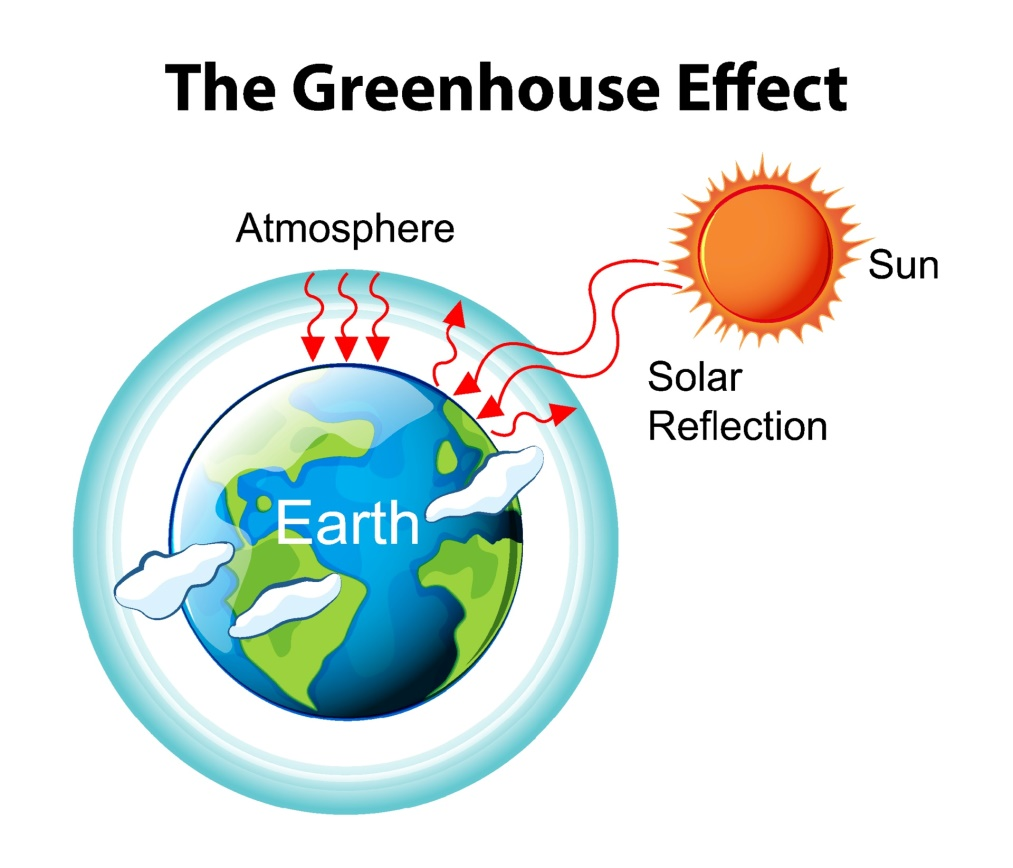 The Greenhouse Effect
Atmosphere
Sun
Solar
Reflection
Earth